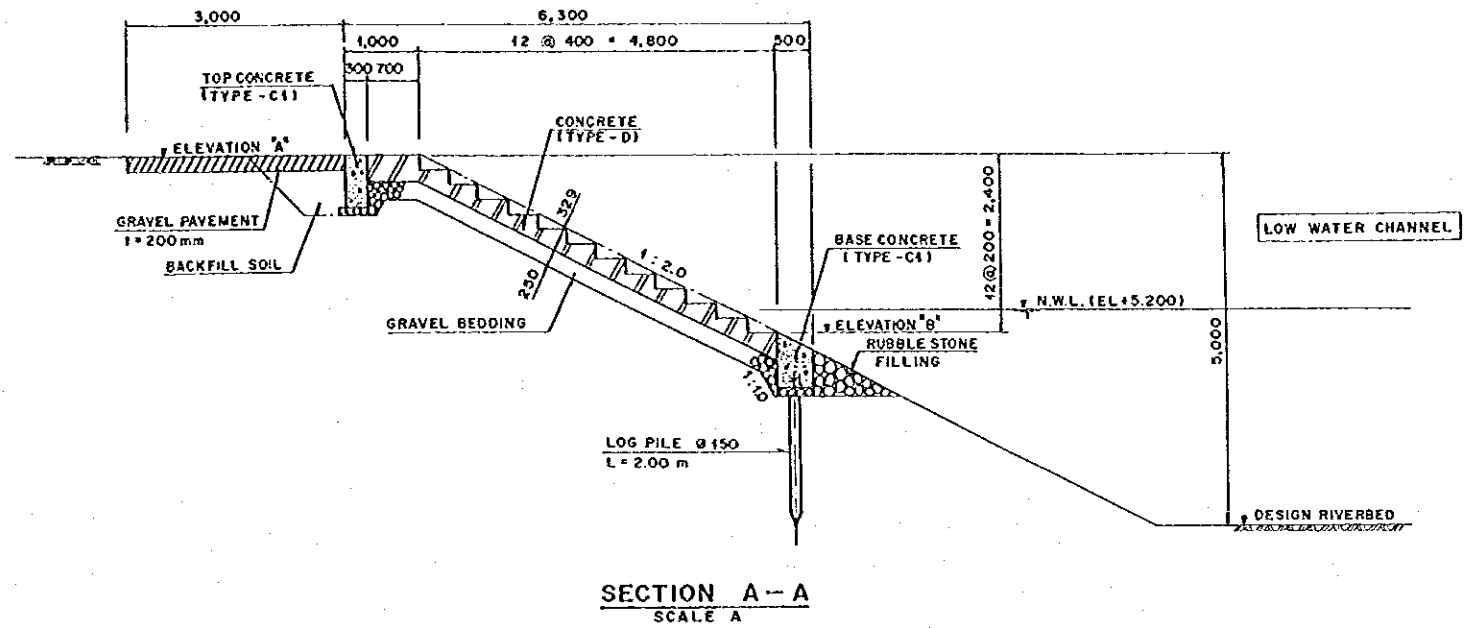 3,000
6,300
1,000
12 @ 400 = 4,800
500
300 700
TOP CONCRETE
(TYPE-C1)
CONCRETE
(TYPE-D)
ELEVATION "A"
GRAVEL PAVEMENT
t = 200mm
BACKFILL SOIL
329
250
1:2.0
12@200=2,400
LOW WATER CHANNEL
BASE CONCRETE
(TYPE-C1)
N.W.L. (EL+5.200)
GRAVEL BEDDING
ELEVATION "B"
RUBBLE STONE
FILLING
5,000
1:1.0
LOG PILE Ø150
L = 2.00 m
DESIGN RIVERBED
SECTION A-A
SCALE A